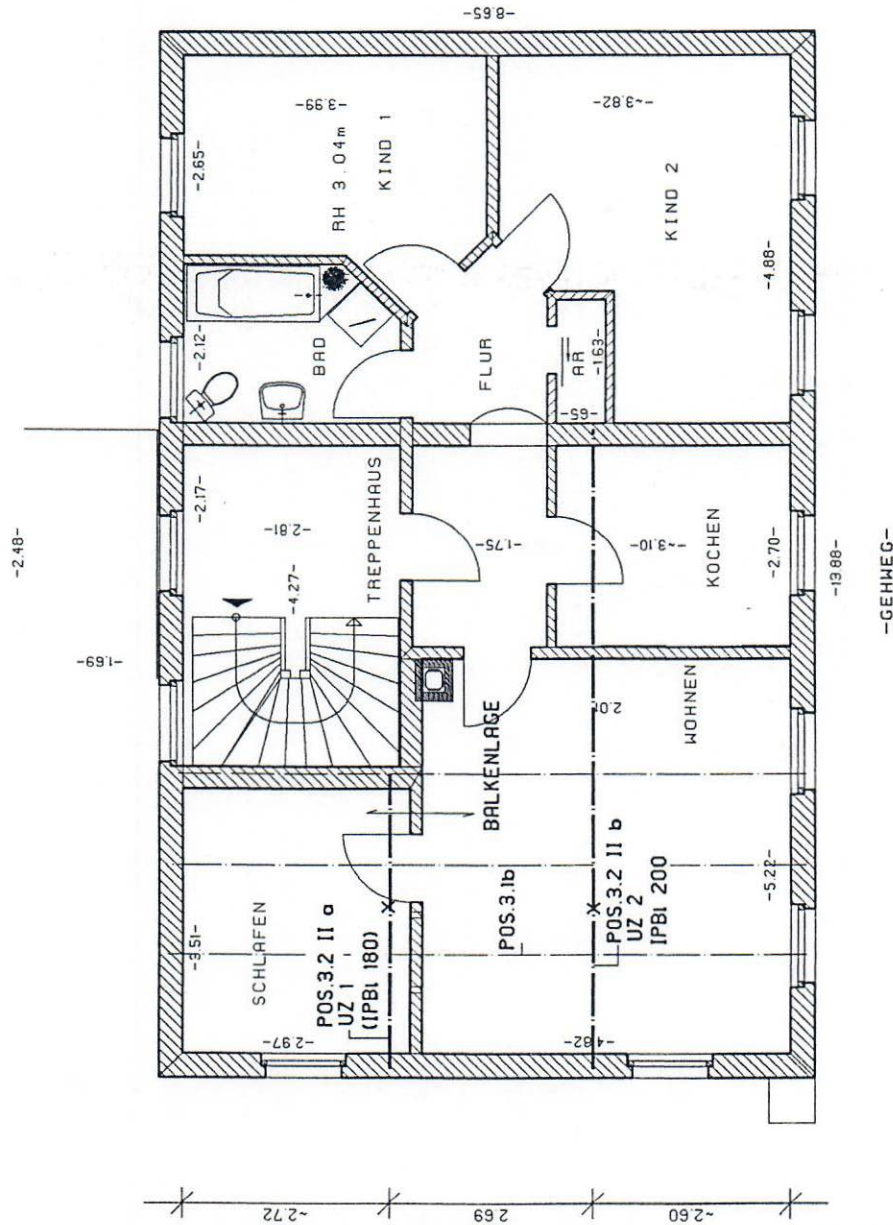 -8.65-
-3.99-
-2.65-
RH 3.04m
KIND 1
-~3.82-
KIND 2
-4.88-
-2.12-
BAD
FLUR
AR
-1.63-
-65-
-2.48-
-2.17-
-2.81-
-4.27-
TREPPENHAUS
-1.75-
-~3.10-
KOCHEN
-2.70-
-13.88-
-GEHWEG-
-1.69-
2.01
WOHNEN
BALKENLAGE
SCHLAFEN
-3.51-
-2.97-
POS.3.2 II a
UZ 1
(IPBl 180)
POS.3.1b
POS.3.2 II b
UZ 2
IPBl 200
-5.22-
-4.82-
~2.72
2.69
~2.60